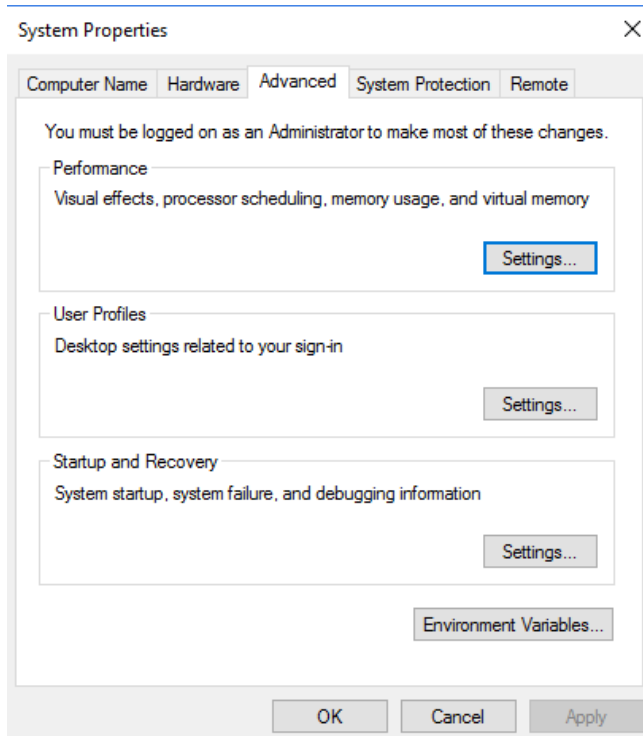 System Properties
Computer Name Hardware Advanced System Protection Remote
You must be logged on as an Administrator to make most of these changes.
Performance
Visual effects, processor scheduling, memory usage, and virtual memory
Settings...
User Profiles
Desktop settings related to your sign-in
Settings...
Startup and Recovery
System startup, system failure, and debugging information
Settings...
Environment Variables...
OK Cancel Apply